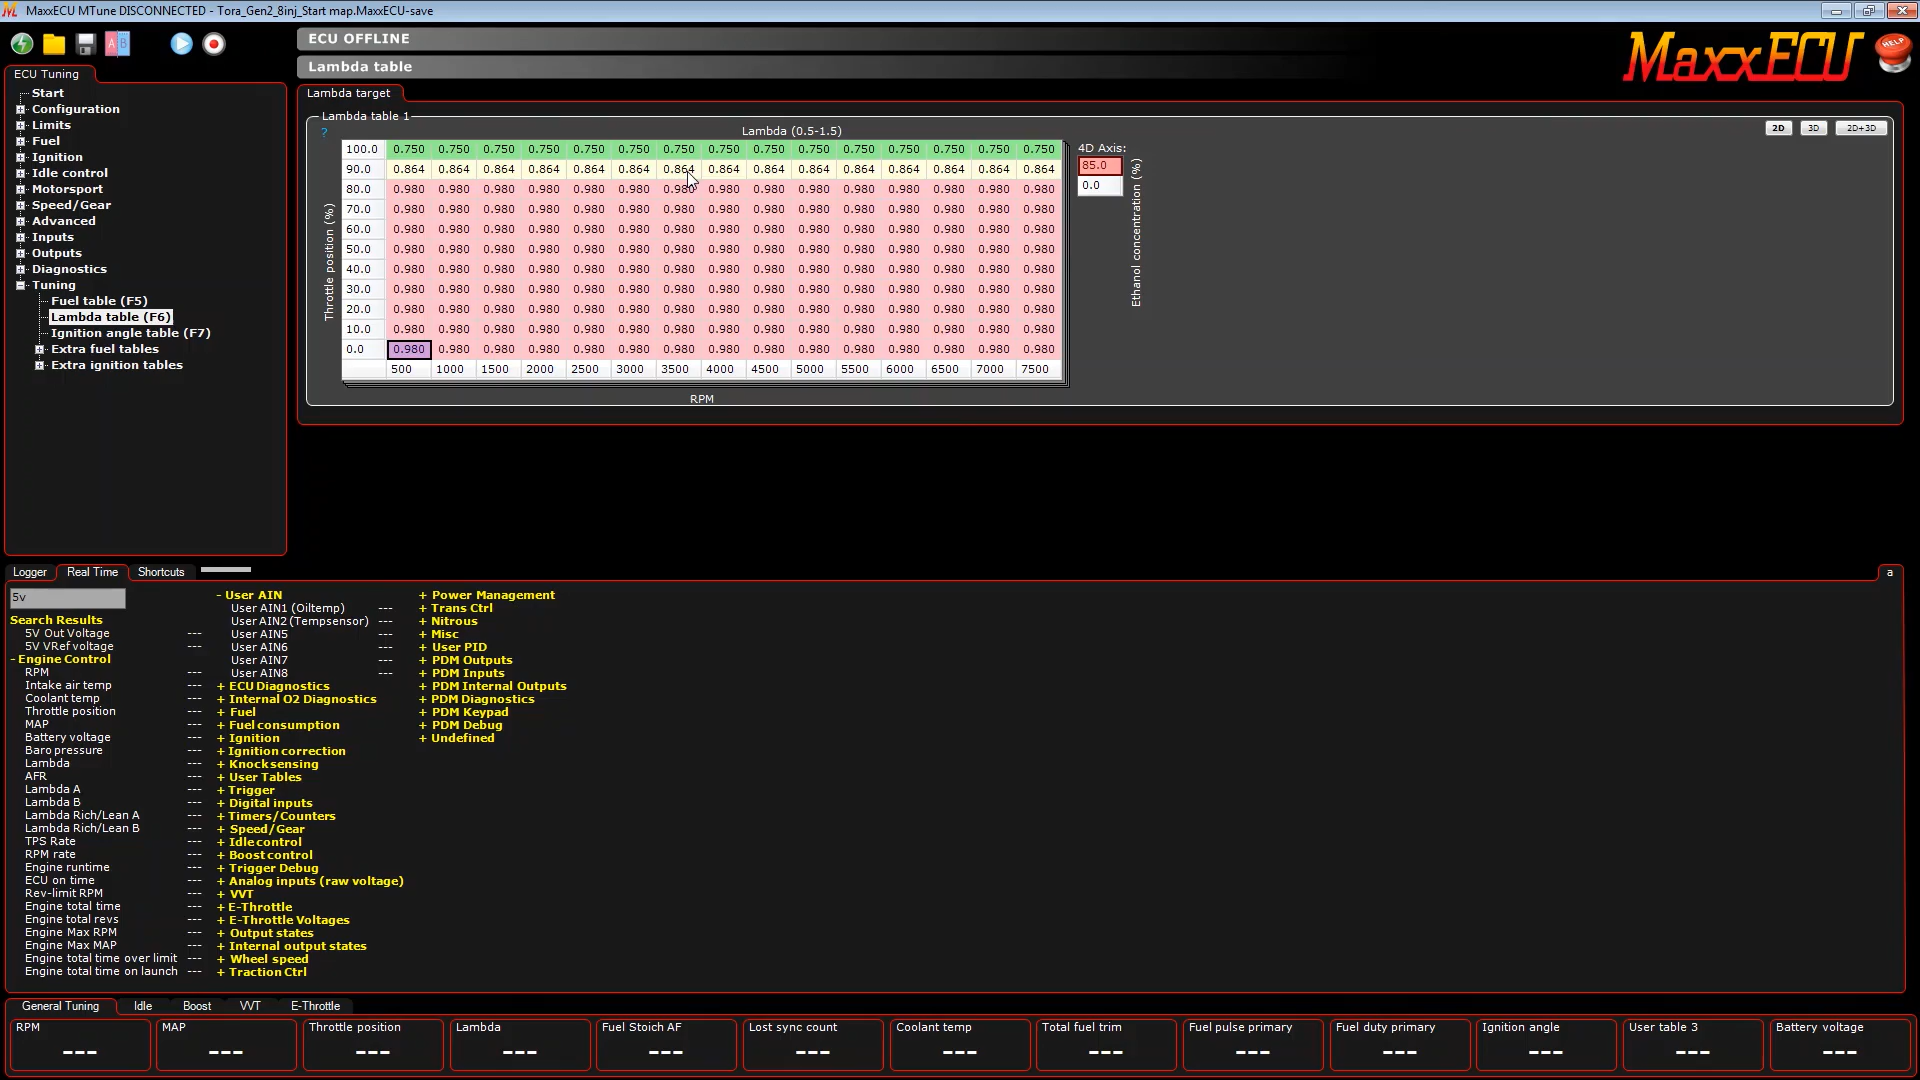 MaxxECU MTune DISCONNECTED - Tora_Gen2_8inj_Start map.MaxxECU-save
A B
ECU OFFLINE
Lambda table
MaxxECU
HELP
ECU Tuning
Start
Configuration
Limits
Fuel
Ignition
Idle control
Motorsport
Speed/Gear
Advanced
Inputs
Outputs
Diagnostics
Tuning
Fuel table (F5)
Lambda table (F6)
Ignition angle table (F7)
Extra fuel tables
Extra ignition tables
Lambda target
Lambda table 1
?
Lambda (0.5-1.5)
2D 3D 2D+3D
Throttle position (%)
100.0 0.750 0.750 0.750 0.750 0.750 0.750 0.750 0.750 0.750 0.750 0.750 0.750 0.750 0.750 0.750
90.0 0.864 0.864 0.864 0.864 0.864 0.864 0.864 0.864 0.864 0.864 0.864 0.864 0.864 0.864 0.864
80.0 0.980 0.980 0.980 0.980 0.980 0.980 0.980 0.980 0.980 0.980 0.980 0.980 0.980 0.980 0.980
70.0 0.980 0.980 0.980 0.980 0.980 0.980 0.980 0.980 0.980 0.980 0.980 0.980 0.980 0.980 0.980
60.0 0.980 0.980 0.980 0.980 0.980 0.980 0.980 0.980 0.980 0.980 0.980 0.980 0.980 0.980 0.980
50.0 0.980 0.980 0.980 0.980 0.980 0.980 0.980 0.980 0.980 0.980 0.980 0.980 0.980 0.980 0.980
40.0 0.980 0.980 0.980 0.980 0.980 0.980 0.980 0.980 0.980 0.980 0.980 0.980 0.980 0.980 0.980
30.0 0.980 0.980 0.980 0.980 0.980 0.980 0.980 0.980 0.980 0.980 0.980 0.980 0.980 0.980 0.980
20.0 0.980 0.980 0.980 0.980 0.980 0.980 0.980 0.980 0.980 0.980 0.980 0.980 0.980 0.980 0.980
10.0 0.980 0.980 0.980 0.980 0.980 0.980 0.980 0.980 0.980 0.980 0.980 0.980 0.980 0.980 0.980
0.0 0.980 0.980 0.980 0.980 0.980 0.980 0.980 0.980 0.980 0.980 0.980 0.980 0.980 0.980 0.980
500 1000 1500 2000 2500 3000 3500 4000 4500 5000 5500 6000 6500 7000 7500
RPM
4D Axis:
85.0
0.0
Ethanol concentration (%)
Logger Real Time Shortcuts
a
5v
Search Results
5V Out Voltage ---
5V VRef voltage ---
- Engine Control
RPM ---
Intake air temp ---
Coolant temp ---
Throttle position ---
MAP ---
Battery voltage ---
Baro pressure ---
Lambda ---
AFR ---
Lambda A ---
Lambda B ---
Lambda Rich/Lean A ---
Lambda Rich/Lean B ---
TPS Rate ---
RPM rate ---
Engine runtime ---
ECU on time ---
Rev-limit RPM ---
Engine total time ---
Engine total revs ---
Engine Max RPM ---
Engine Max MAP ---
Engine total time over limit ---
Engine total time on launch ---
- User AIN
User AIN1 (Oiltemp) ---
User AIN2 (Tempsensor) ---
User AIN5 ---
User AIN6 ---
User AIN7 ---
User AIN8 ---
+ ECU Diagnostics
+ Internal O2 Diagnostics
+ Fuel
+ Fuel consumption
+ Ignition
+ Ignition correction
+ Knock sensing
+ User Tables
+ Trigger
+ Digital inputs
+ Timers/Counters
+ Speed/Gear
+ Idle control
+ Boost control
+ Trigger Debug
+ Analog inputs (raw voltage)
+ VVT
+ E-Throttle
+ E-Throttle Voltages
+ Output states
+ Internal output states
+ Wheel speed
+ Traction Ctrl
+ Power Management
+ Trans Ctrl
+ Nitrous
+ Misc
+ User PID
+ PDM Outputs
+ PDM Inputs
+ PDM Internal Outputs
+ PDM Diagnostics
+ PDM Keypad
+ PDM Debug
+ Undefined
General Tuning Idle Boost VVT E-Throttle
RPM MAP Throttle position Lambda Fuel Stoich AF Lost sync count Coolant temp Total fuel trim Fuel pulse primary Fuel duty primary Ignition angle User table 3 Battery voltage
--- --- --- --- --- --- --- --- --- --- --- --- ---